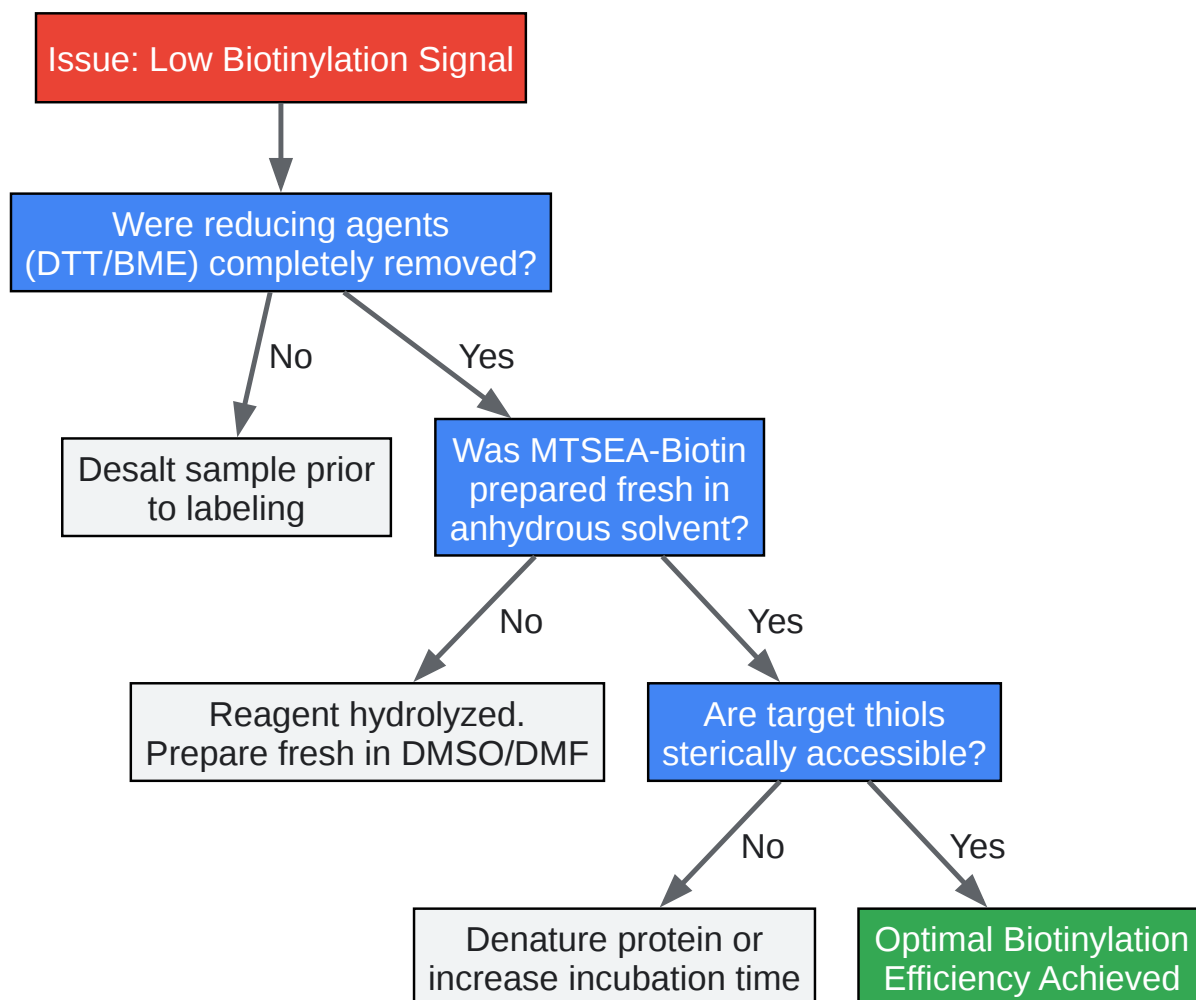 Issue: Low Biotinylation Signal
Were reducing agents
(DTT/BME) completely removed?
No
Yes
Desalt sample prior
to labeling
Was MTSEA-Biotin
prepared fresh in
anhydrous solvent?
No
Yes
Reagent hydrolyzed.
Prepare fresh in DMSO/DMF
Are target thiols
sterically accessible?
No
Yes
Denature protein or
increase incubation time
Optimal Biotinylation
Efficiency Achieved